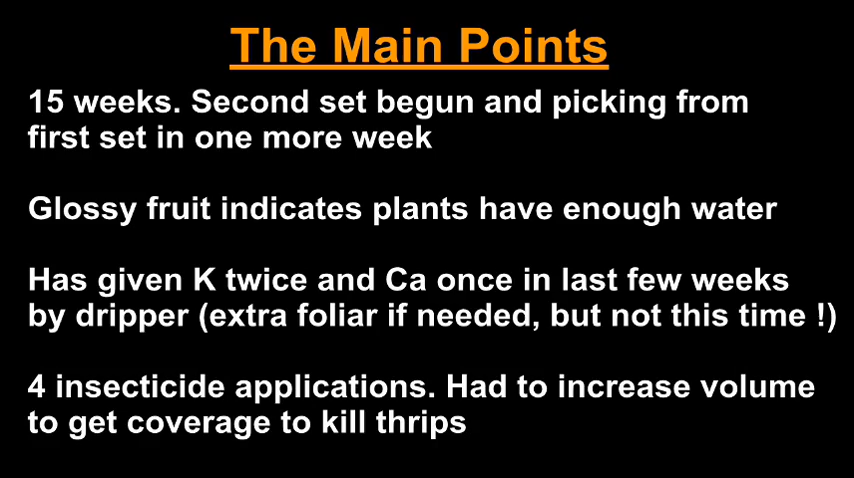 The Main Points
15 weeks. Second set begun and picking from
first set in one more week
Glossy fruit indicates plants have enough water
Has given K twice and Ca once in last few weeks
by dripper (extra foliar if needed, but not this time !)
4 insecticide applications. Had to increase volume
to get coverage to kill thrips